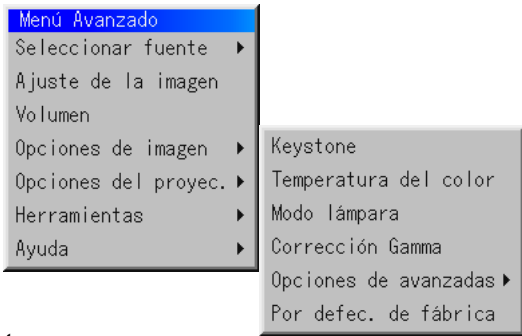 Menú Avanzado
Seleccionar fuente
Ajuste de la imagen
Volumen
Opciones de imagen
Opciones del proyec.
Herramientas
Ayuda
Keystone
Temperatura del color
Modo lámpara
Corrección Gamma
Opciones de avanzadas
Por defec. de fábrica